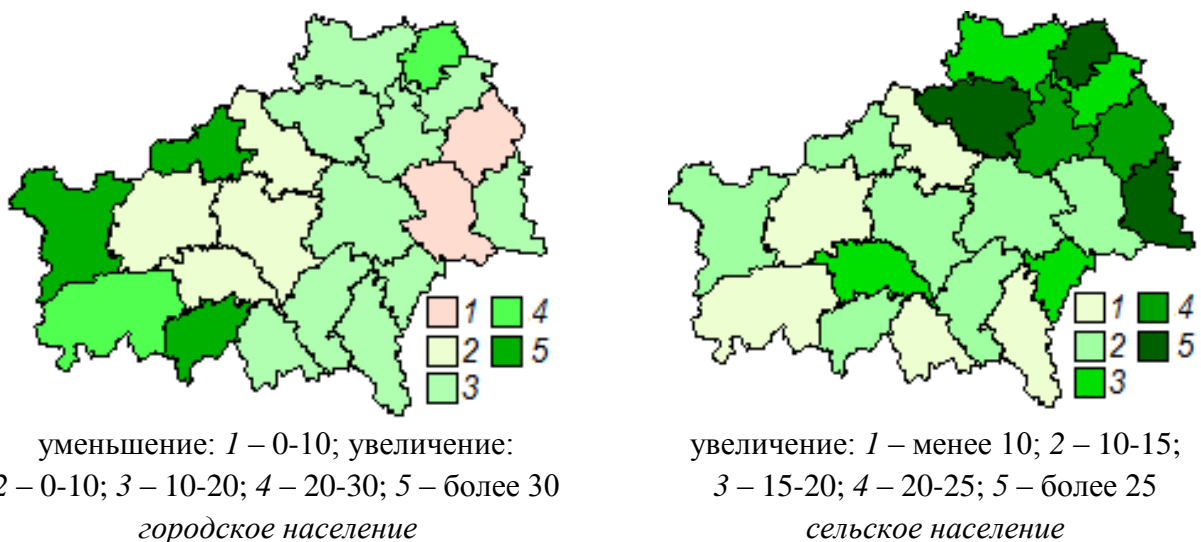 1 4
2 5
3
1 4
2 5
3
уменьшение: 1 – 0-10; увеличение:
2 – 0-10; 3 – 10-20; 4 – 20-30; 5 – более 30
городское население
увеличение: 1 – менее 10; 2 – 10-15;
3 – 15-20; 4 – 20-25; 5 – более 25
сельское население